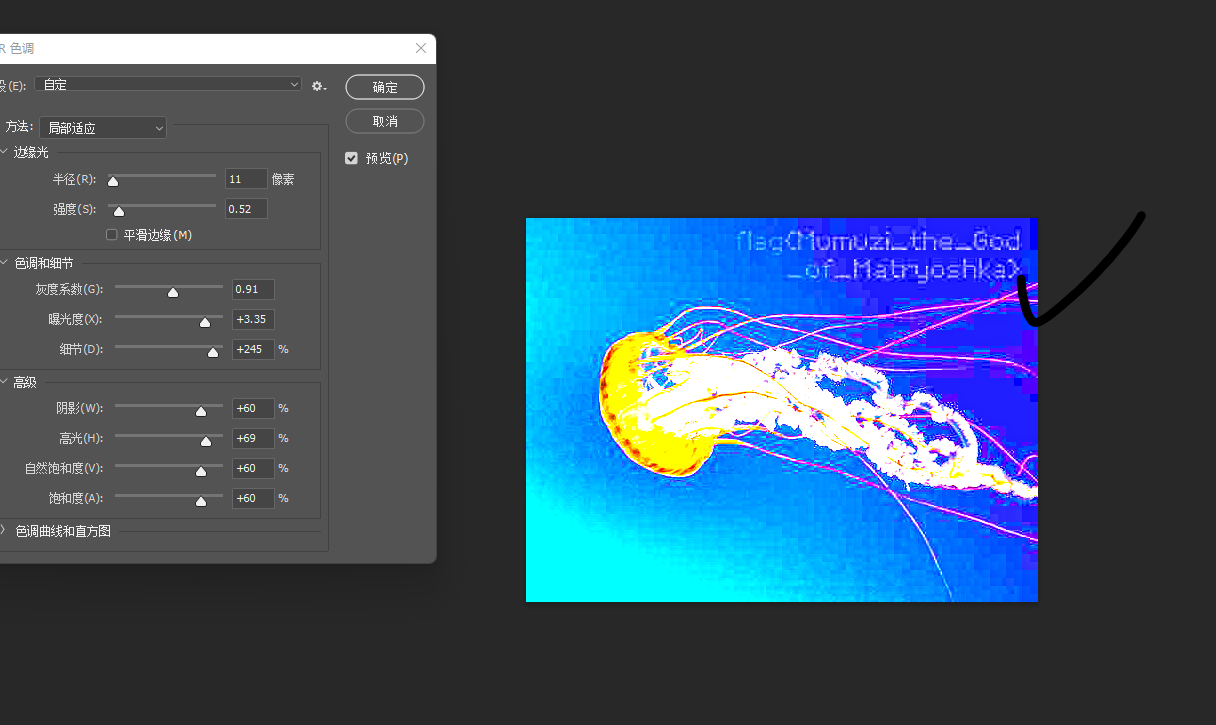 R 色调
设(E): 自定
确定
取消
预览(P)
方法: 局部适应
边缘光
半径(R): 11 像素
强度(S): 0.52
平滑边缘(M)
色调和细节
灰度系数(G): 0.91
曝光度(X): +3.35
细节(D): +245 %
高级
阴影(W): +60 %
高光(H): +69 %
自然饱和度(V): +60 %
饱和度(A): +60 %
色调曲线和直方图
flag{Mumuzi_the_God
_of_Matryoshka}